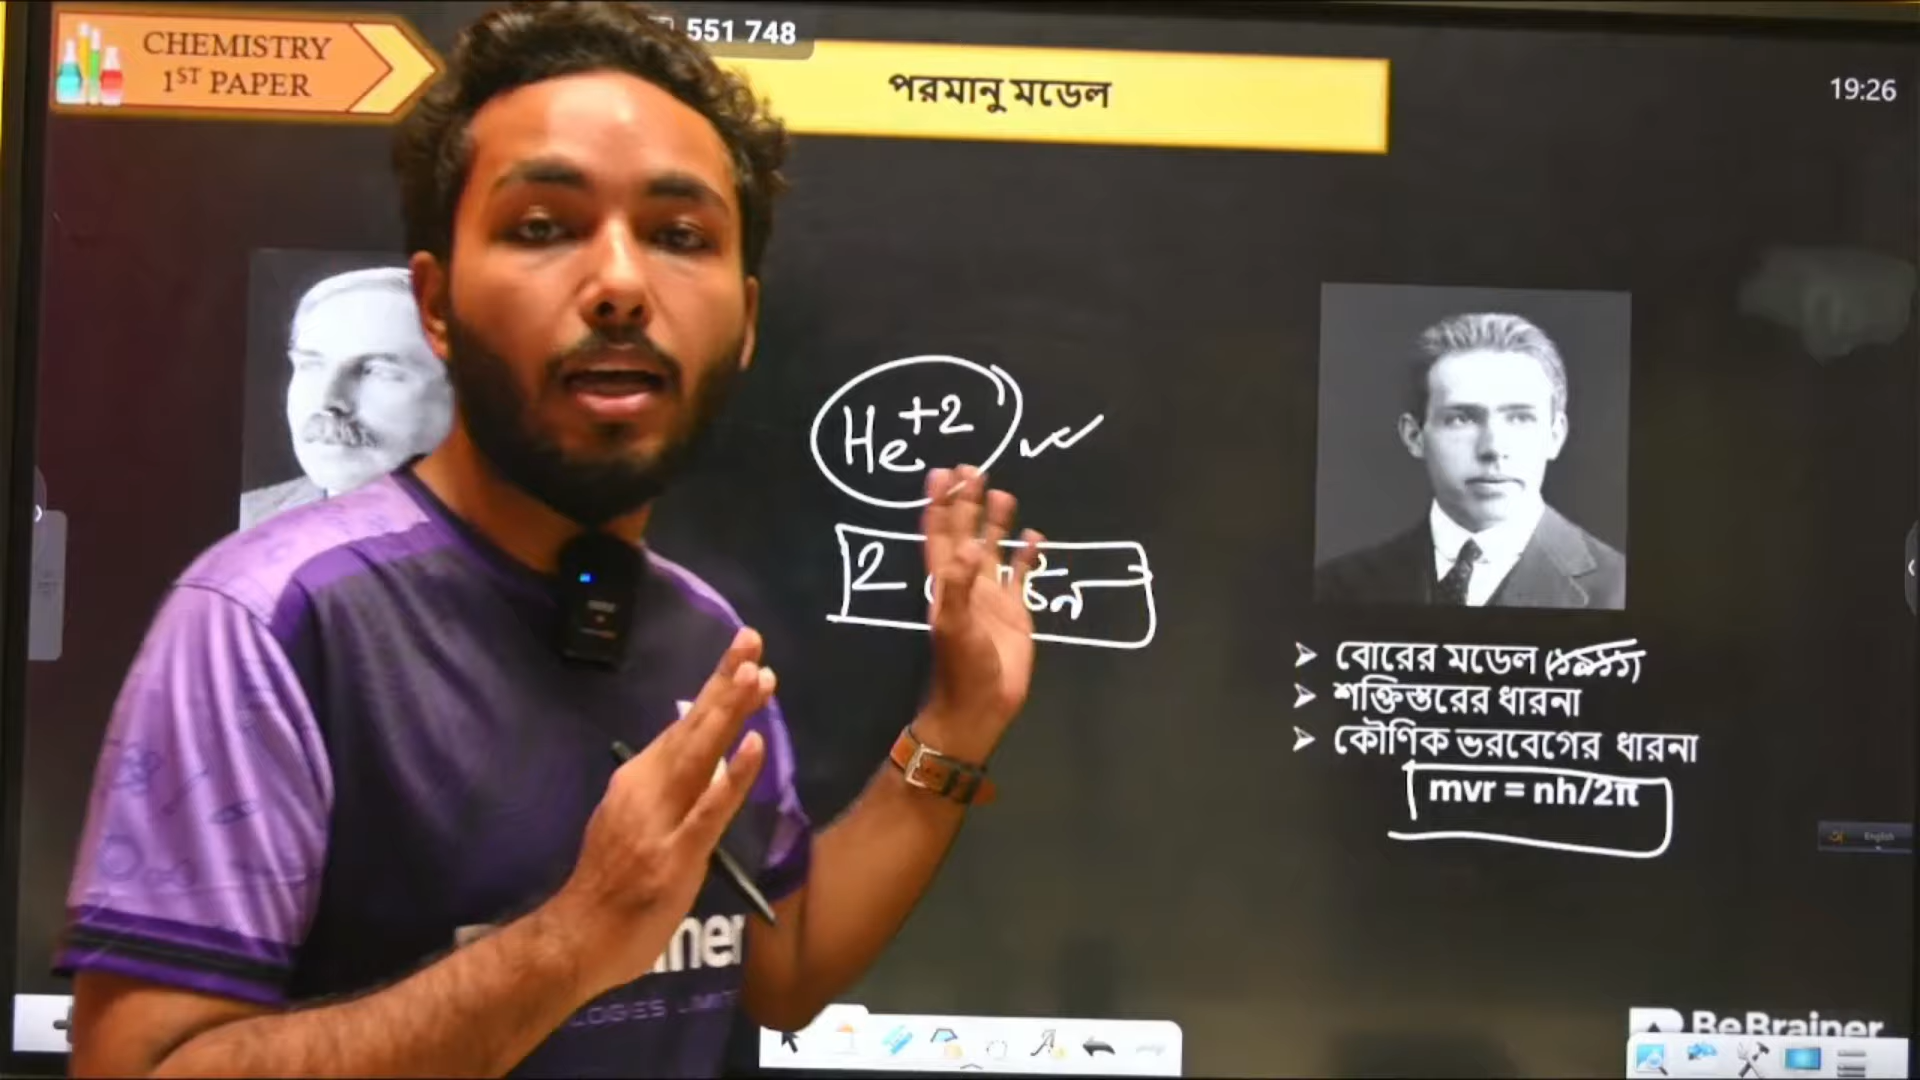 CHEMISTRY
1ST PAPER
551 748
পরমানু মডেল
19:26
He+2
2
বোরের মডেল
শক্তিস্তরের ধারনা
কৌণিক ভরবেগের ধারনা
mvr = nh/2π
English
BeBrainer